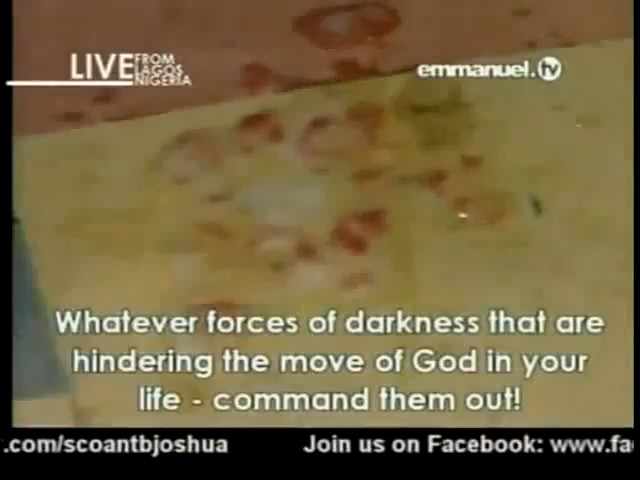 LIVE FROM LAGOS, NIGERIA
emmanuel.tv
Whatever forces of darkness that are
hindering the move of God in your
life - command them out!
.com/scoantbjoshua Join us on Facebook: www.fa